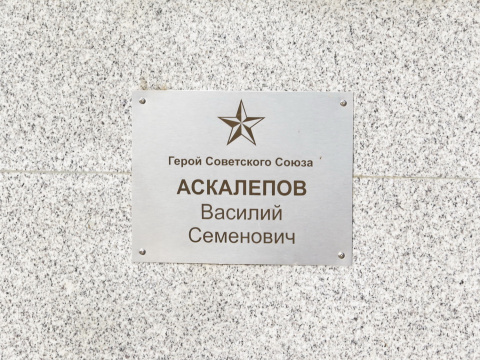 Герой Советского Союза
АСКАЛЕПОВ
Василий
Семенович